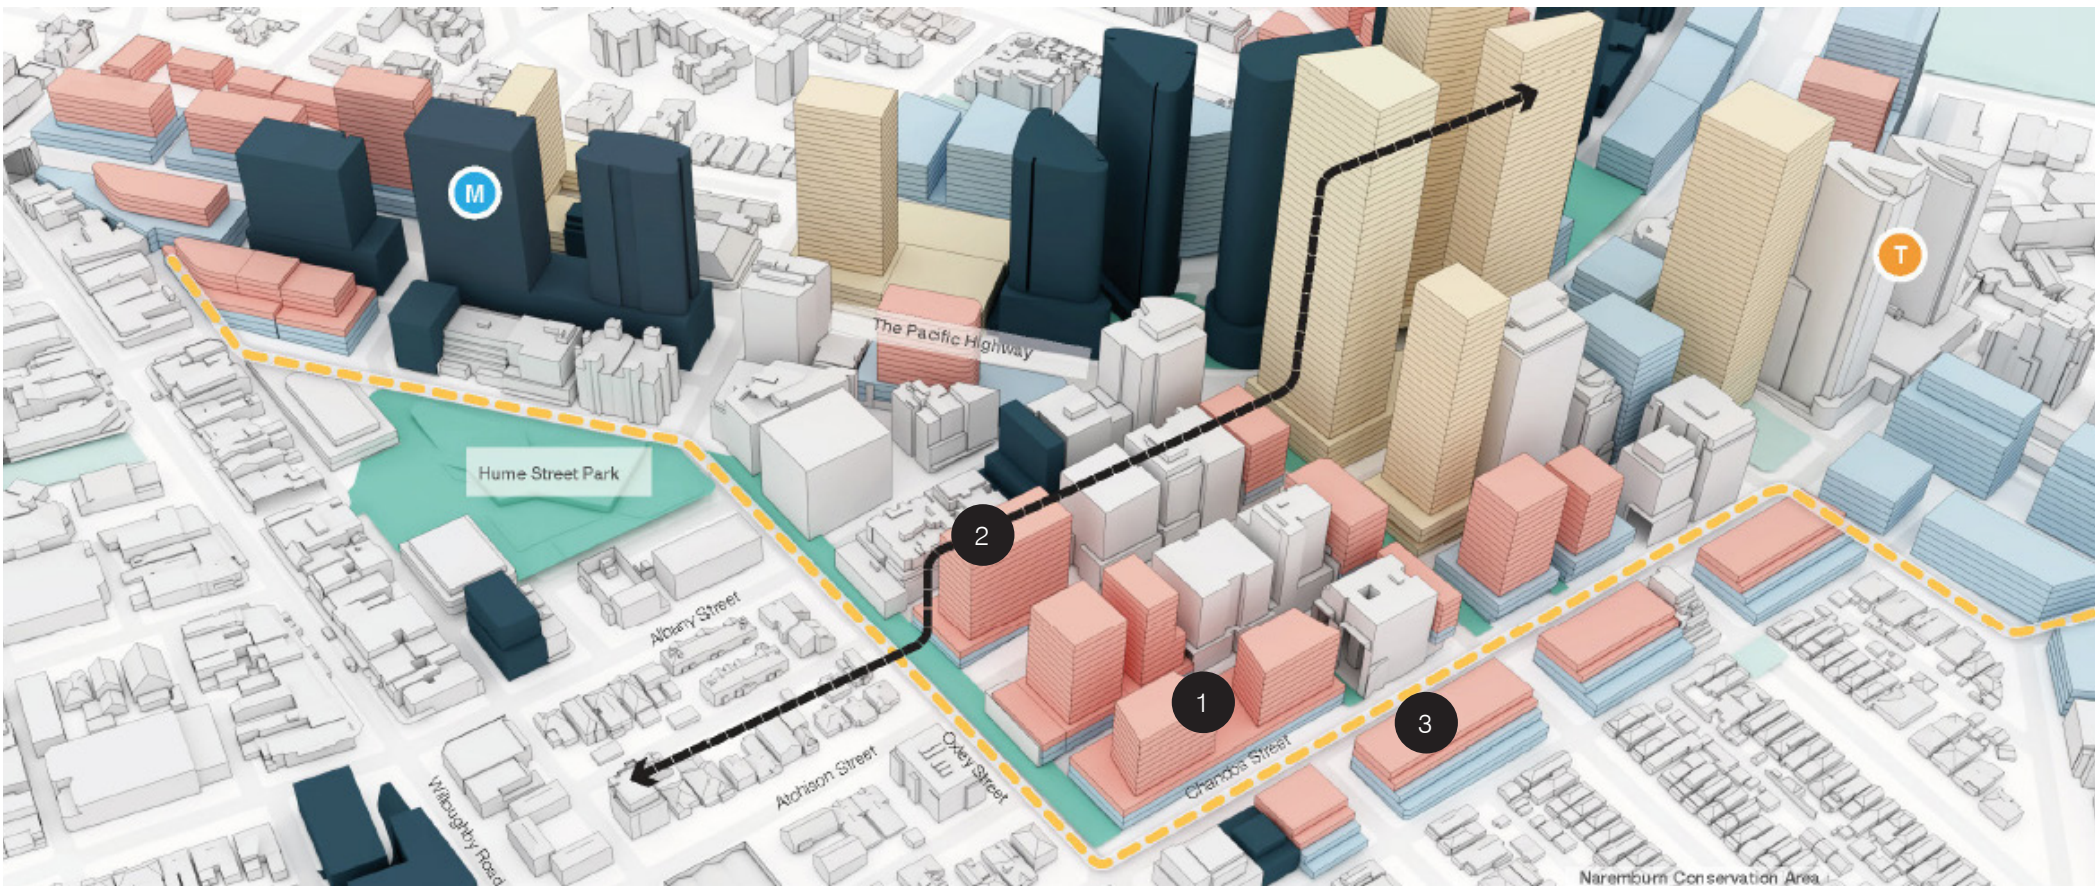 M
T
The Pacific Highway
Hume Street Park
2
Albany Street
1
3
Oxley Street
Chandos Street
Atchison Street
Willoughby Road
Naremburn Conservation Area